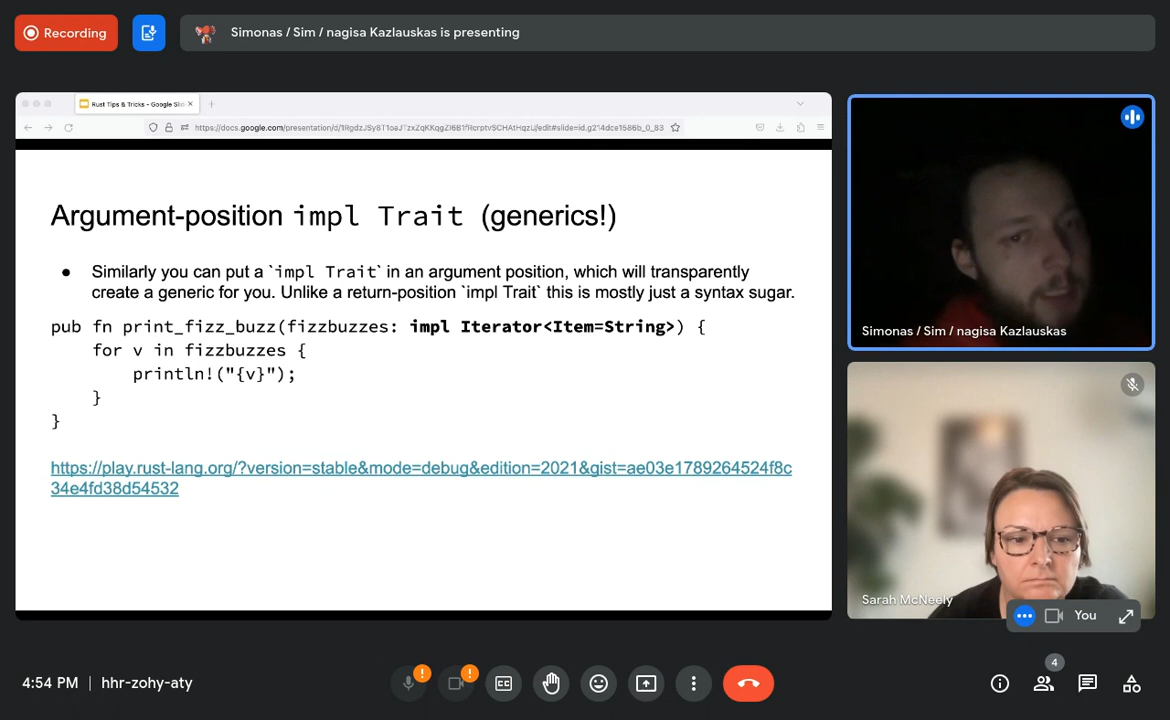 Recording
Simonas / Sim / nagisa Kazlauskas is presenting
Rust Tips & Tricks - Google Sli
Argument-position impl Trait (generics!)
● Similarly you can put a `impl Trait` in an argument position, which will transparently
create a generic for you. Unlike a return-position `impl Trait` this is mostly just a syntax sugar.
pub fn print_fizz_buzz(fizzbuzzes: impl Iterator<Item=String>) {
for v in fizzbuzzes {
println!("{v}");
}
}
https://play.rust-lang.org/?version=stable&mode=debug&edition=2021&gist=ae03e1789264524f8c
34e4fd38d54532
Simonas / Sim / nagisa Kazlauskas
Sarah McNeely
You
4:54 PM | hhr-zohy-aty
4